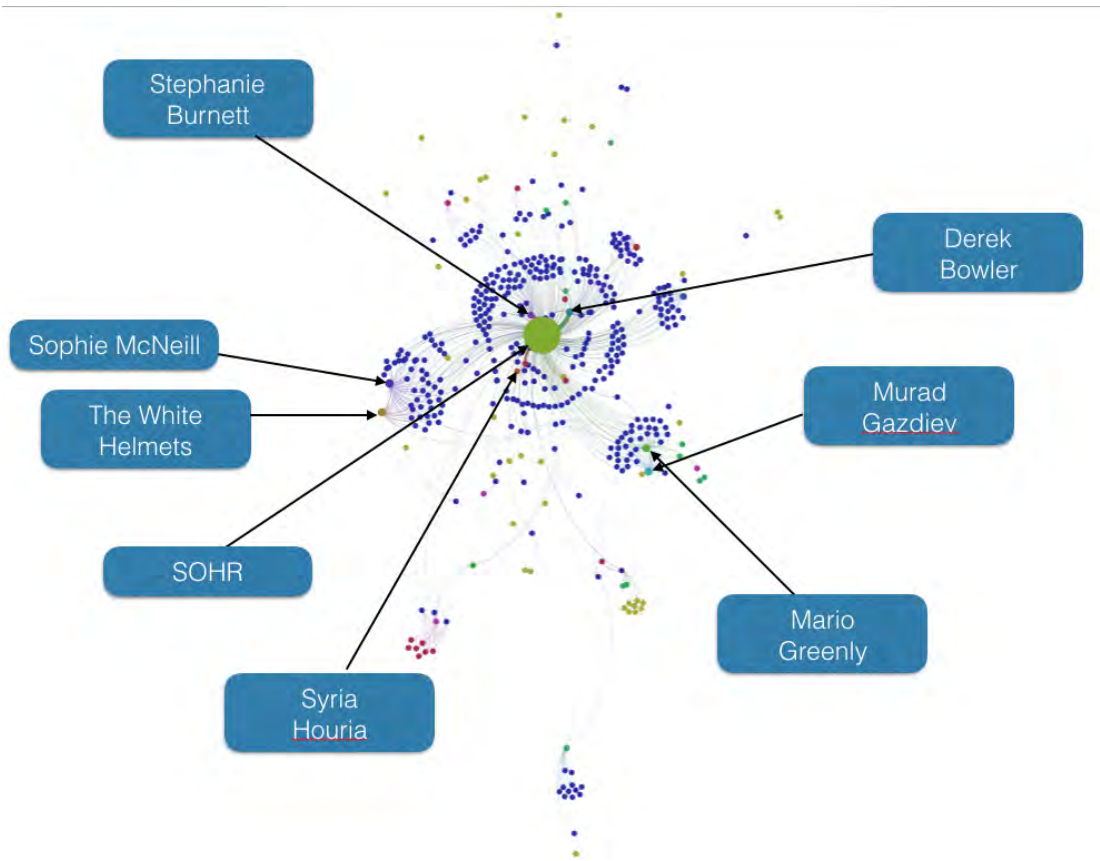 Stephanie
Burnett
Derek
Bowler
Sophie McNeill
The White
Helmets
Murad
Gazdiev
SOHR
Mario
Greenly
Syria
Houria